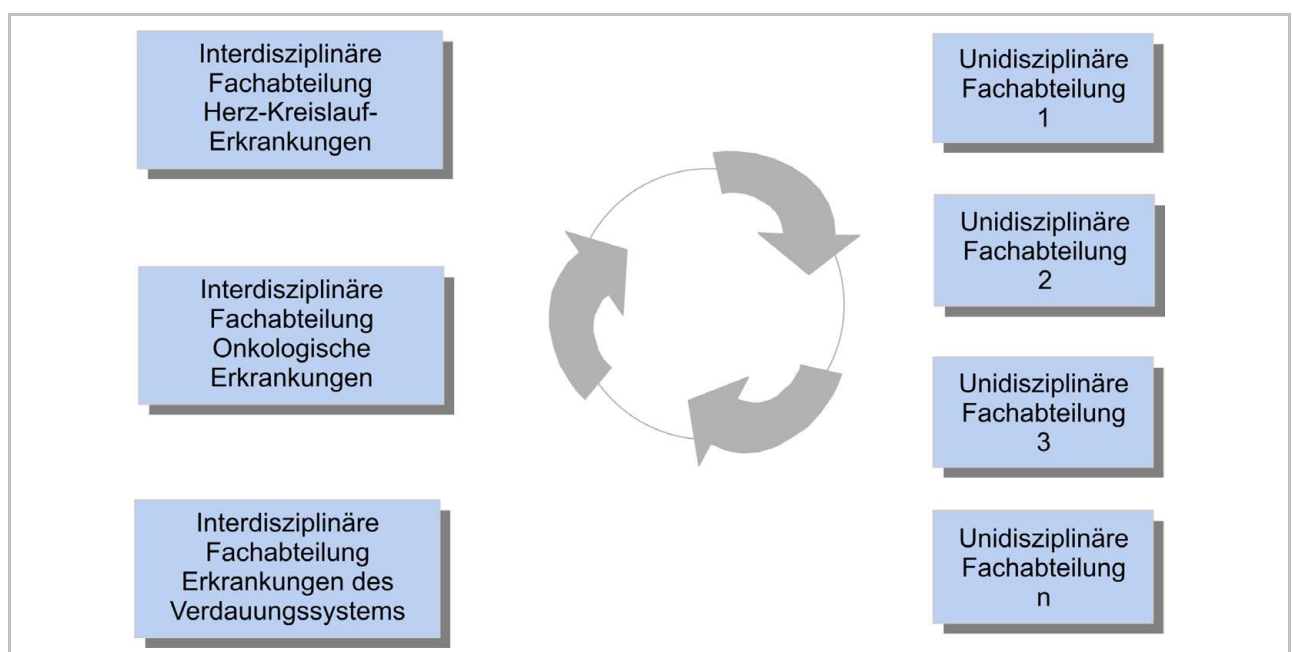 Interdisziplinäre
Fachabteilung
Herz-Kreislauf-
Erkrankungen
Interdisziplinäre
Fachabteilung
Onkologische
Erkrankungen
Interdisziplinäre
Fachabteilung
Erkrankungen des
Verdauungssystems
Unidisziplinäre
Fachabteilung
1
Unidisziplinäre
Fachabteilung
2
Unidisziplinäre
Fachabteilung
3
Unidisziplinäre
Fachabteilung
n